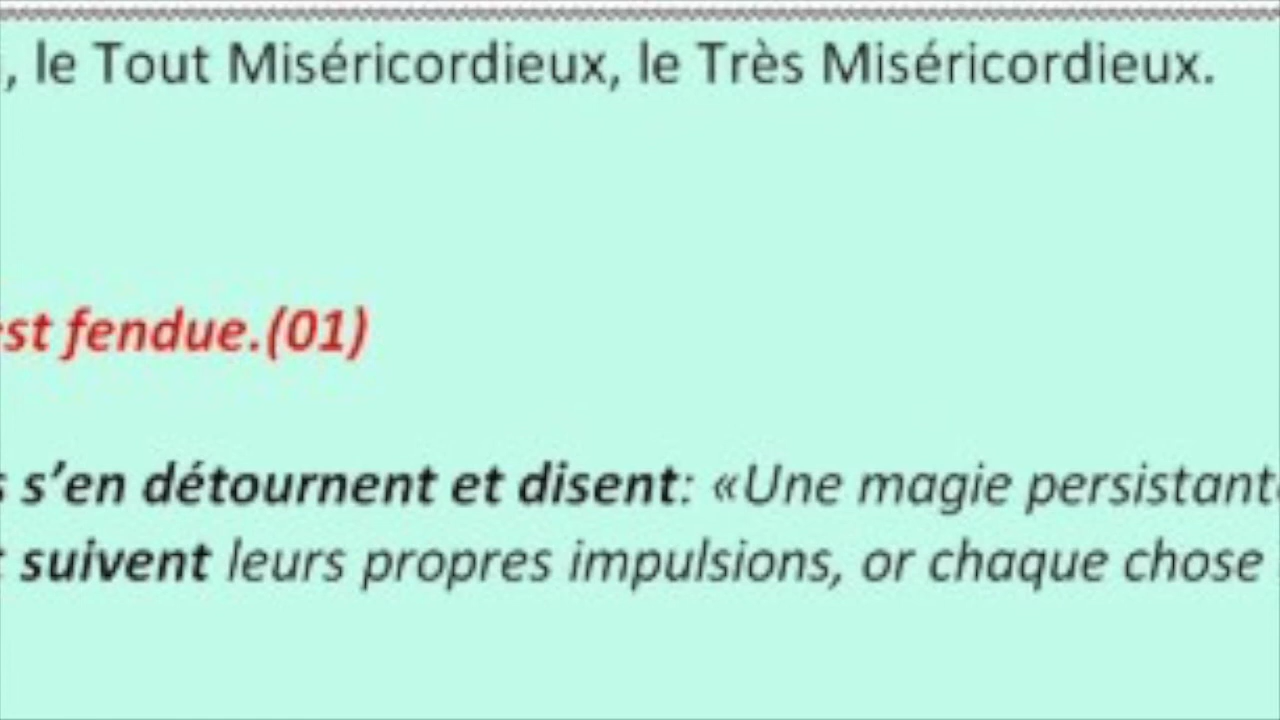 , le Tout Miséricordieux, le Très Miséricordieux.
est fendue.(01)
s s’en détournent et disent: «Une magie persistante
t suivent leurs propres impulsions, or chaque chose